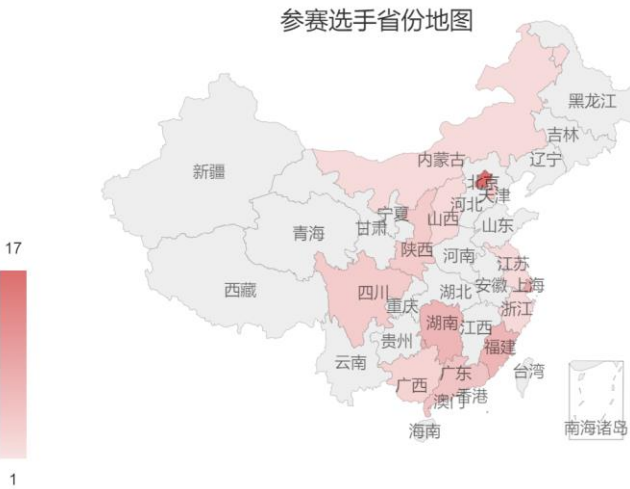 参赛选手省份地图
黑龙江
吉林
辽宁
内蒙古
新疆
北京
天津
河北
宁夏
山西
山东
甘肃
青海
陕西
河南
江苏
17
西藏
四川
湖北
安徽
上海
重庆
浙江
湖南
江西
贵州
福建
云南
广东
台湾
广西
香港
澳门
南海诸岛
海南
1